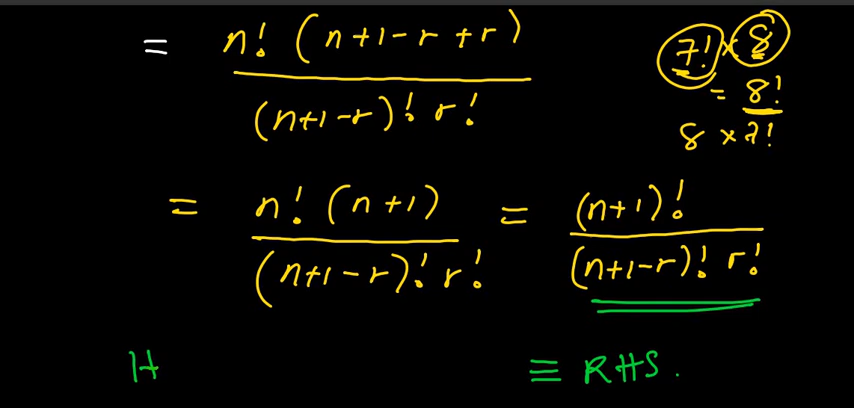 = n! (n+1-r+r) / (n+1-r)! r!
7! × 8
= 8!
8 × 7!
= n! (n+1) / (n+1-r)! r! = (n+1)! / (n+1-r)! r!
H ≡ RHS.